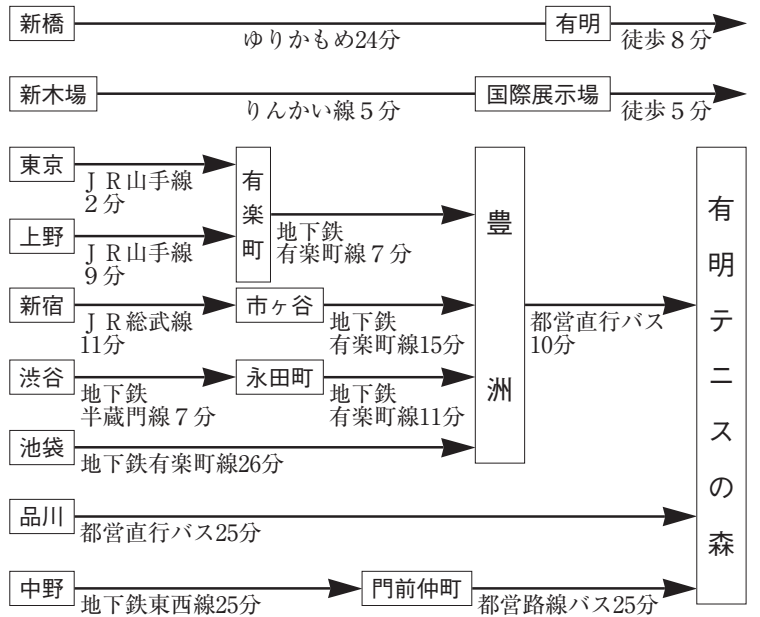 新橋
ゆりかもめ24分
有明
徒歩８分
新木場
りんかい線５分
国際展示場
徒歩５分
東京
ＪＲ山手線
２分
上野
ＪＲ山手線
９分
有楽町
地下鉄
有楽町線７分
新宿
ＪＲ総武線
11分
市ヶ谷
地下鉄
有楽町線15分
渋谷
地下鉄
半蔵門線７分
永田町
地下鉄
有楽町線11分
池袋
地下鉄有楽町線26分
豊洲
都営直行バス
10分
品川
都営直行バス25分
中野
地下鉄東西線25分
門前仲町
都営路線バス25分
有明テニスの森